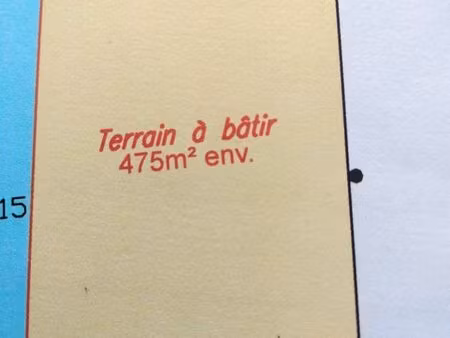 Terrain à bâtir
475m² env.
15